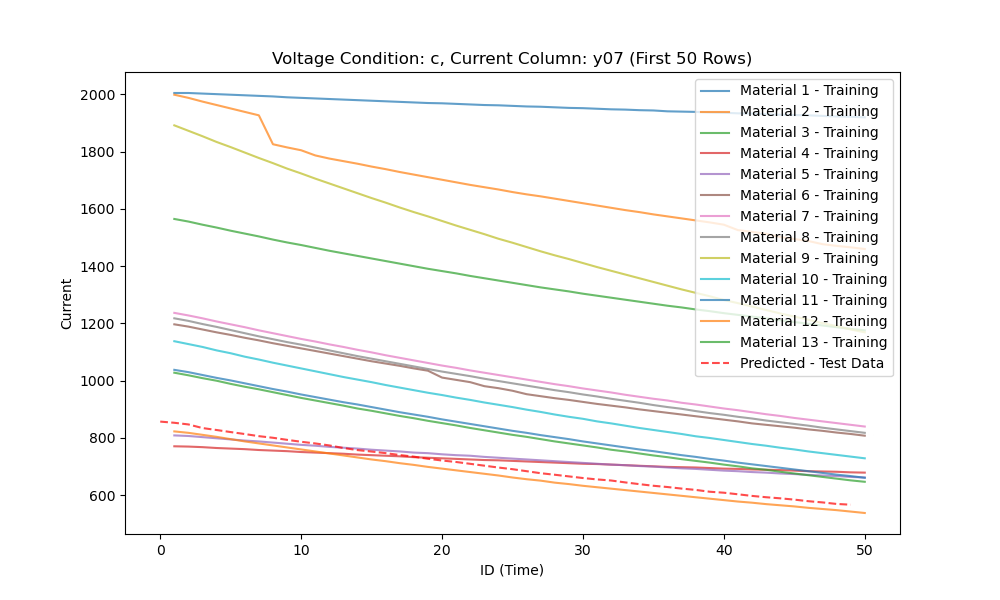 Voltage Condition: c, Current Column: y07 (First 50 Rows)
2000
1800
1600
1400
1200
1000
800
600
Current
0
10
20
30
40
50
ID (Time)
Material 1 - Training
Material 2 - Training
Material 3 - Training
Material 4 - Training
Material 5 - Training
Material 6 - Training
Material 7 - Training
Material 8 - Training
Material 9 - Training
Material 10 - Training
Material 11 - Training
Material 12 - Training
Material 13 - Training
Predicted - Test Data